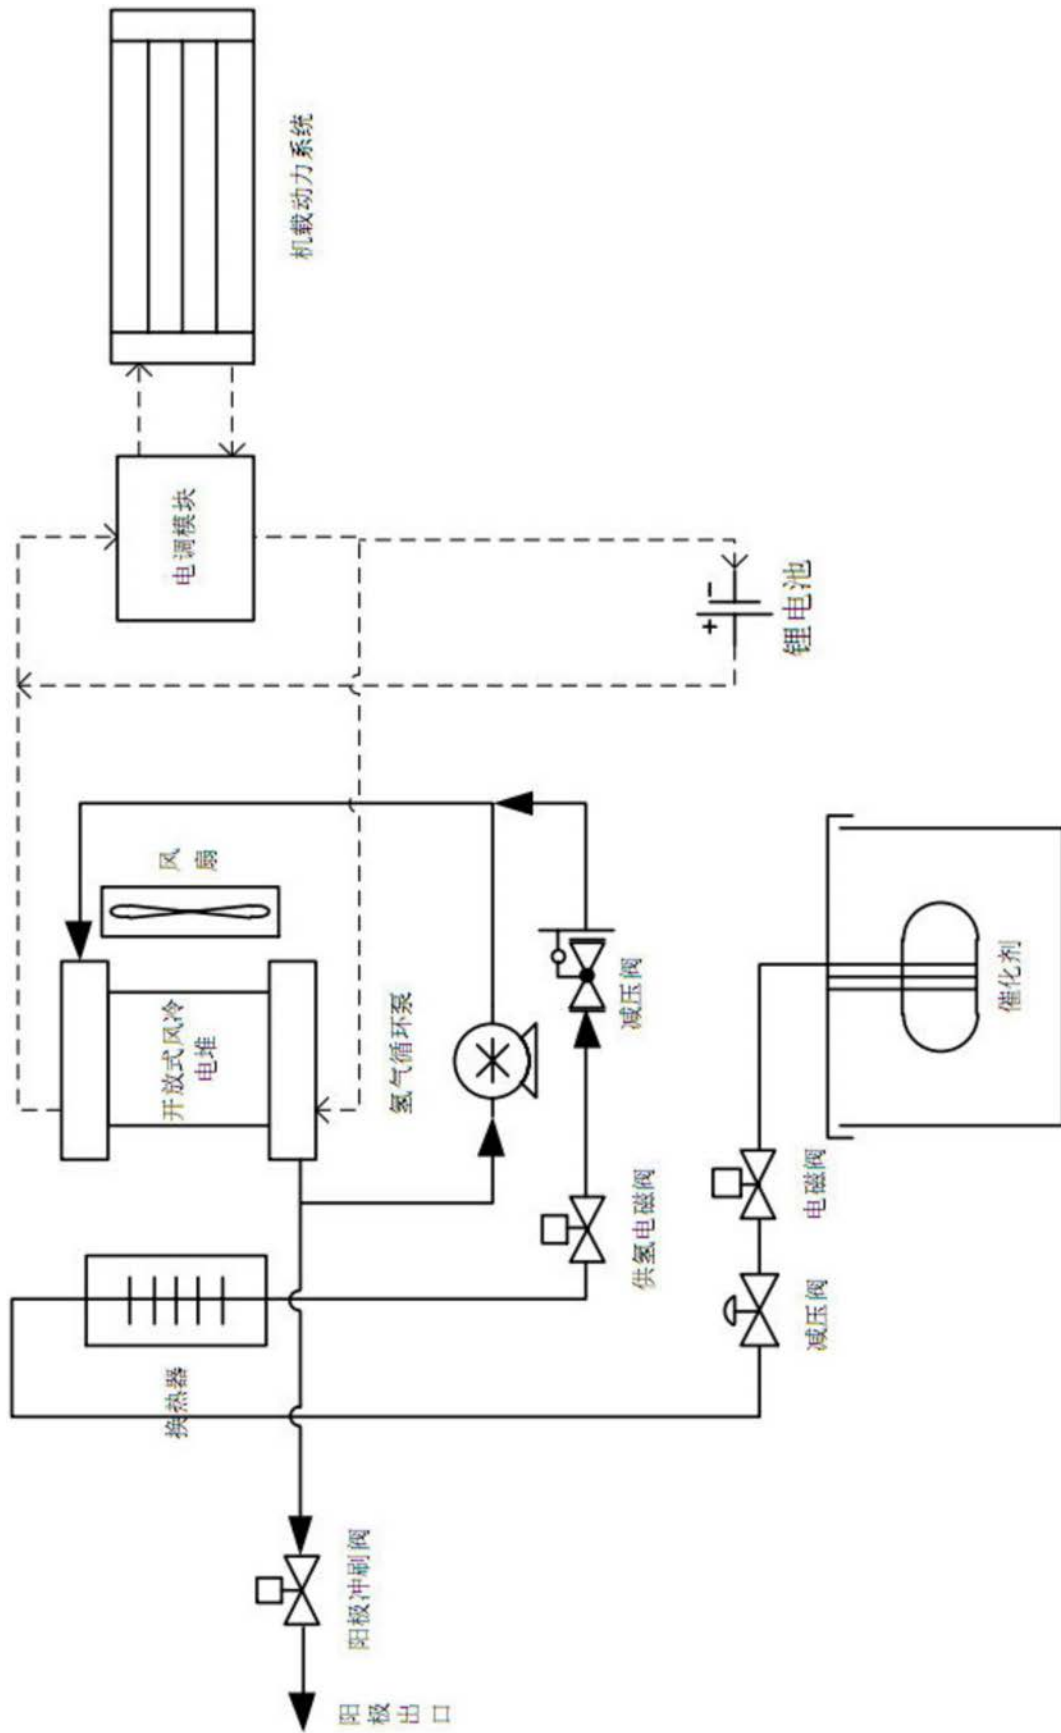 换热器
开放式风冷
电堆
风
扇
电调模块
机载动力系统
阳极冲刷阀
阳
极
出
口
氢气循环泵
供氢电磁阀
减压阀
+ -
锂电池
减压阀
电磁阀
催化剂